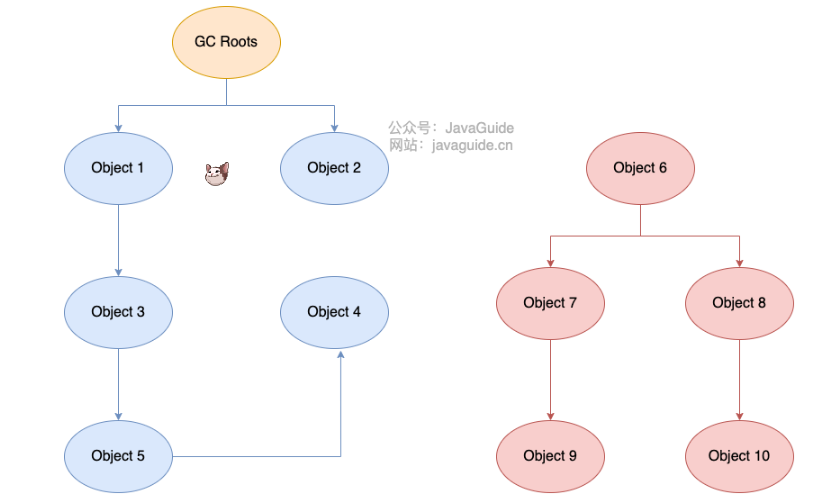 GC Roots
公众号：JavaGuide
网站：javaguide.cn
Object 1
Object 2
Object 6
Object 3
Object 4
Object 7
Object 8
Object 5
Object 9
Object 10